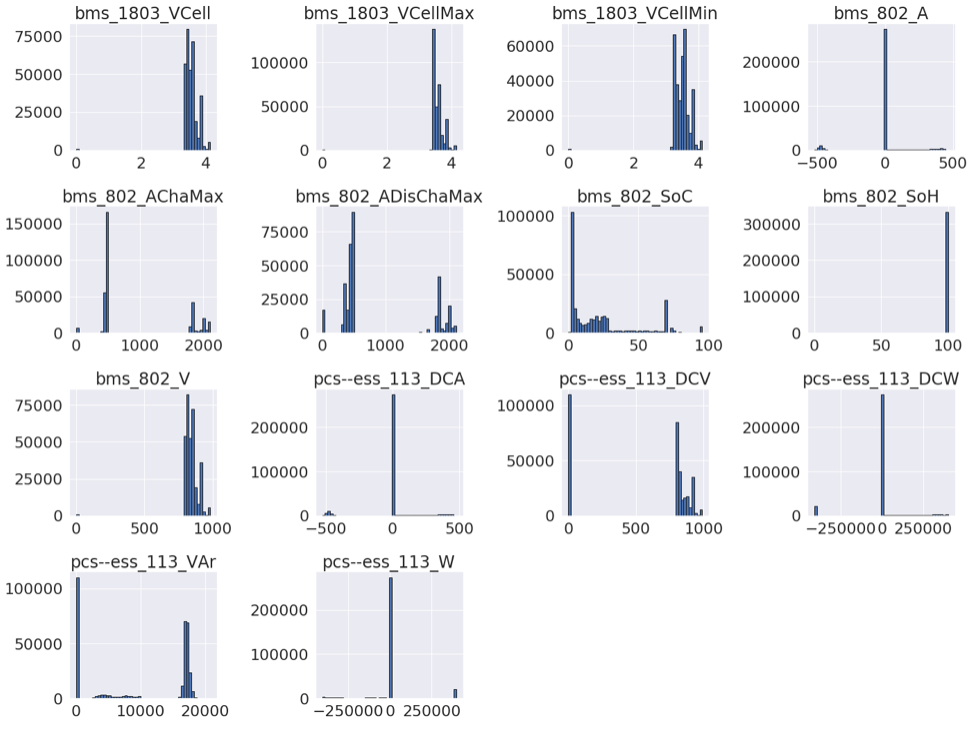 bms_1803_VCell
75000
50000
25000
0
0 2 4
bms_1803_VCellMax
100000
50000
0
0 2 4
bms_1803_VCellMin
60000
40000
20000
0
0 2 4
bms_802_A
200000
100000
0
−500 0 500
bms_802_AChaMax
150000
100000
50000
0
0 1000 2000
bms_802_ADisChaMax
75000
50000
25000
0
0 1000 2000
bms_802_SoC
100000
50000
0
0 50 100
bms_802_SoH
300000
200000
100000
0
0 50 100
bms_802_V
75000
50000
25000
0
0 500 1000
pcs--ess_113_DCA
200000
100000
0
−500 0 500
pcs--ess_113_DCV
100000
50000
0
0 500 1000
pcs--ess_113_DCW
200000
100000
0
−250000 0 250000
pcs--ess_113_VAr
100000
50000
0
0 10000 20000
pcs--ess_113_W
200000
100000
0
−250000 0 250000